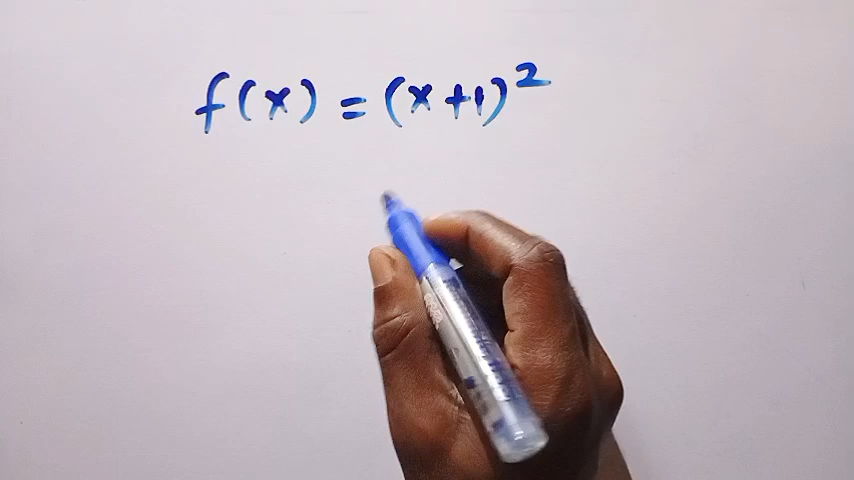 f(x) = (x+1)²